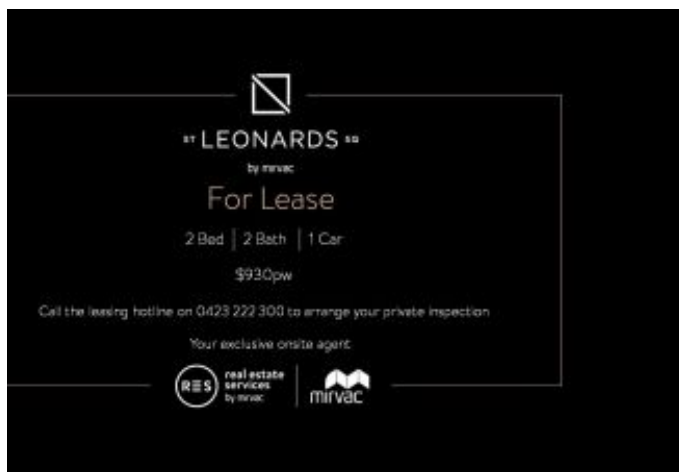 ST LEONARDS SQ
by mirvac
For Lease
2 Bed | 2 Bath | 1 Car
$930pw
Call the leasing hotline on 0423 222 300 to arrange your private inspection
Your exclusive onsite agent
RES real estate
services
by mirvac
mirvac